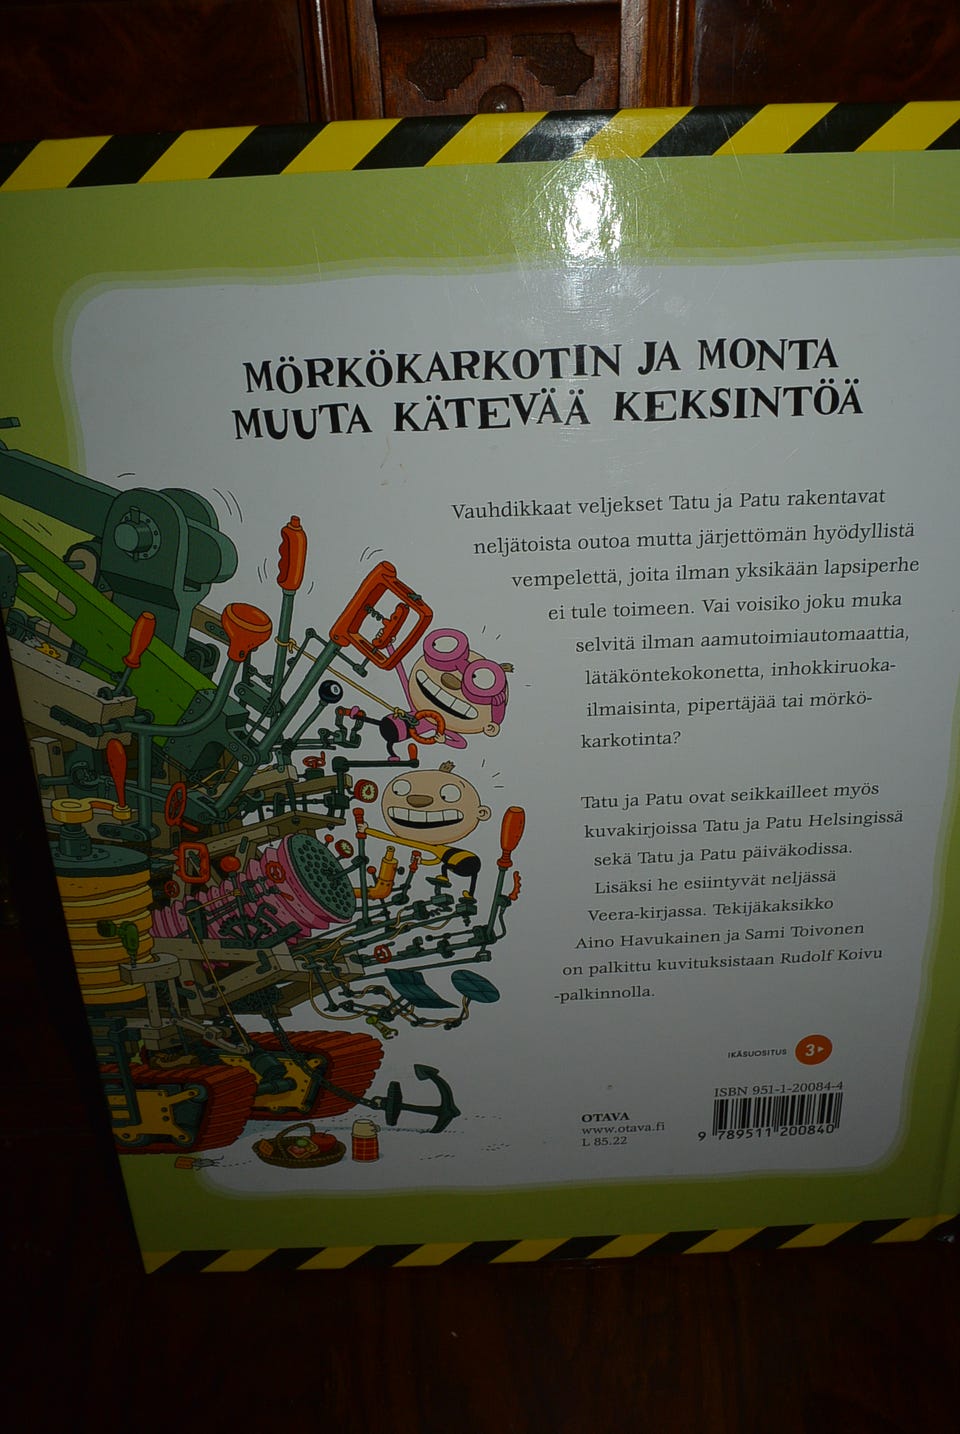 MÖRKÖKARKOTIN JA MONTA
MUUTA KÄTEVÄÄ KEKSINTÖÄ
Vauhdikkaat veljekset Tatu ja Patu rakentavat
neljätoista outoa mutta järjettömän hyödyllistä
vempelettä, joita ilman yksikään lapsiperhe
ei tule toimeen. Vai voisiko joku muka
selvitä ilman aamutoimiautomaattia,
lätäköntekokonetta, inhokkiruoka-
ilmaisinta, pipertäjää tai mörkö-
karkotinta?
Tatu ja Patu ovat seikkailleet myös
kuvakirjoissa Tatu ja Patu Helsingissä
sekä Tatu ja Patu päiväkodissa.
Lisäksi he esiintyvät neljässä
Veera-kirjassa. Tekijäkaksikko
Aino Havukainen ja Sami Toivonen
on palkittu kuvituksistaan Rudolf Koivu
-palkinnolla.
IKÄSUOSITUS 3+
ISBN 951-1-20084-4
OTAVA
www.otava.fi
L 85.22
9 789511 200840
8